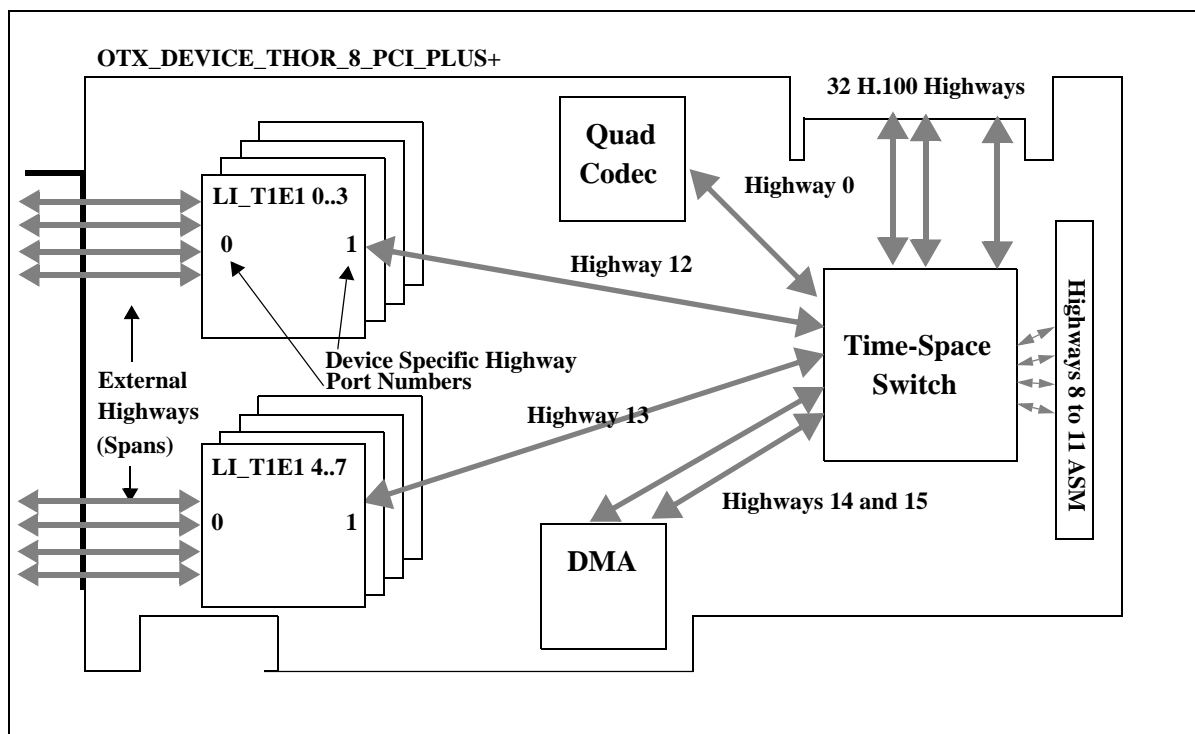 OTX_DEVICE_THOR_8_PCI_PLUS+
32 H.100 Highways
Quad
Codec
Highway 0
LI_T1E1 0..3
0
1
Highway 12
Device Specific Highway
Port Numbers
External
Highways
(Spans)
Time-Space
Switch
Highways 8 to 11 ASM
Highway 13
LI_T1E1 4..7
0
1
Highways 14 and 15
DMA